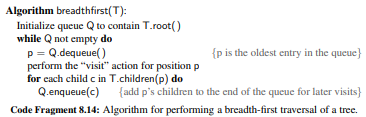 Algorithm breadthfirst(T):
Initialize queue Q to contain T.root()
while Q not empty do
p = Q.dequeue() {p is the oldest entry in the queue}
perform the “visit” action for position p
for each child c in T.children(p) do
Q.enqueue(c) {add p’s children to the end of the queue for later visits}
Code Fragment 8.14: Algorithm for performing a breadth-first traversal of a tree.